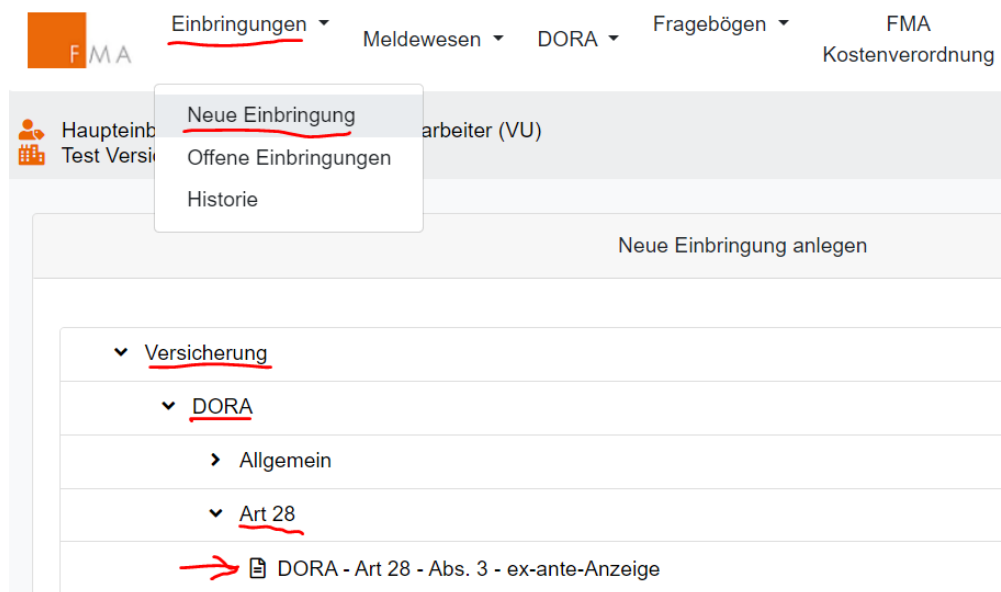 FMA
Einbringungen
Meldewesen
DORA
Fragebögen
FMA
Kostenverordnung
Neue Einbringung
Offene Einbringungen
Historie
Haupteinb arbeiter (VU)
Test Versi
Neue Einbringung anlegen
Versicherung
DORA
Allgemein
Art 28
DORA - Art 28 - Abs. 3 - ex-ante-Anzeige